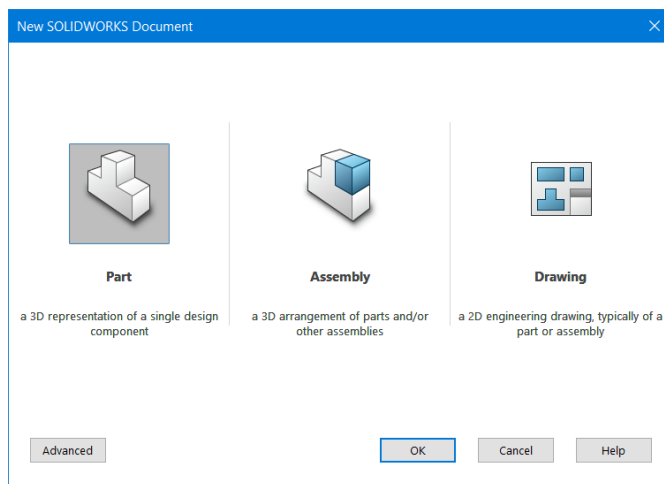 New SOLIDWORKS Document
Part
a 3D representation of a single design
component
Assembly
a 3D arrangement of parts and/or
other assemblies
Drawing
a 2D engineering drawing, typically of a
part or assembly
Advanced
OK
Cancel
Help